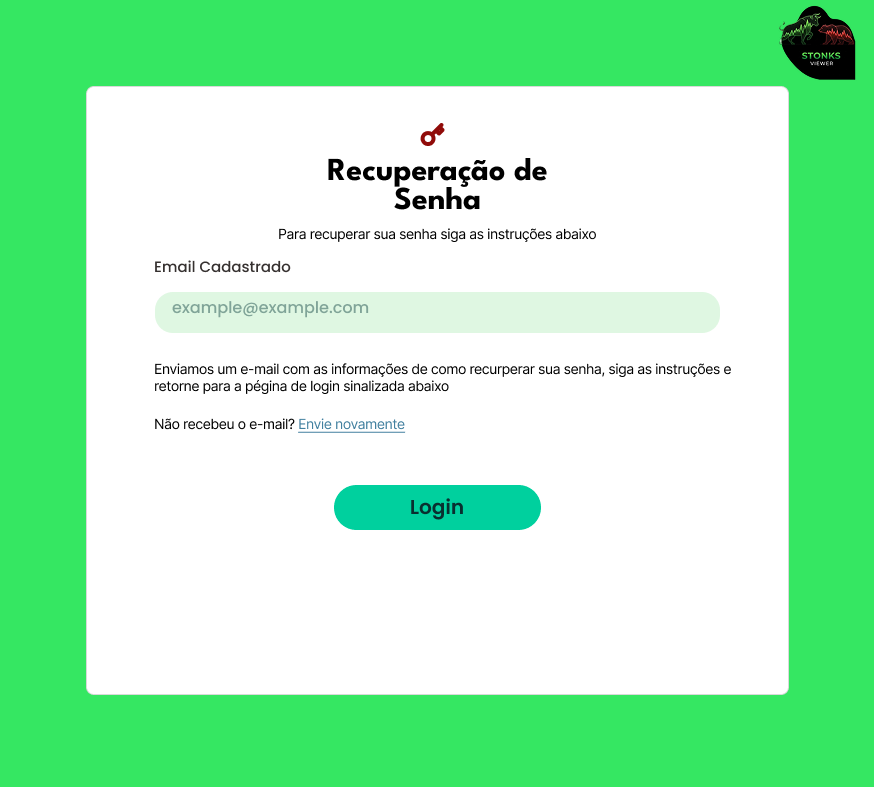 STONKS
VIEWER
Recuperação de
Senha
Para recuperar sua senha siga as instruções abaixo
Email Cadastrado
example@example.com
Enviamos um e-mail com as informações de como recurperar sua senha, siga as instruções e
retorne para a pégina de login sinalizada abaixo
Não recebeu o e-mail? Envie novamente
Login